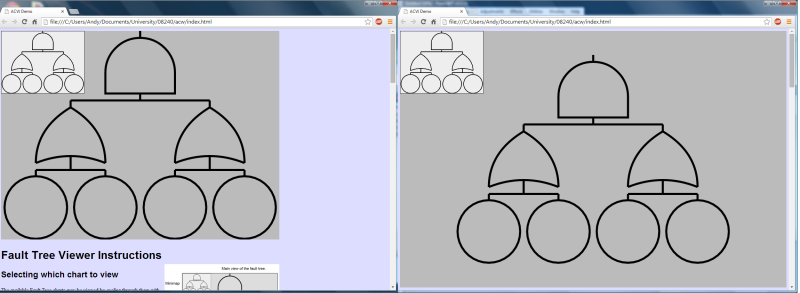 ACW Demo
file:///C:/Users/Andy/Documents/University/08240/acw/index.html
Fault Tree Viewer Instructions
Selecting which chart to view
Main view of the fault tree.
Minimap
ACW Demo
file:///C:/Users/Andy/Documents/University/08240/acw/index.html